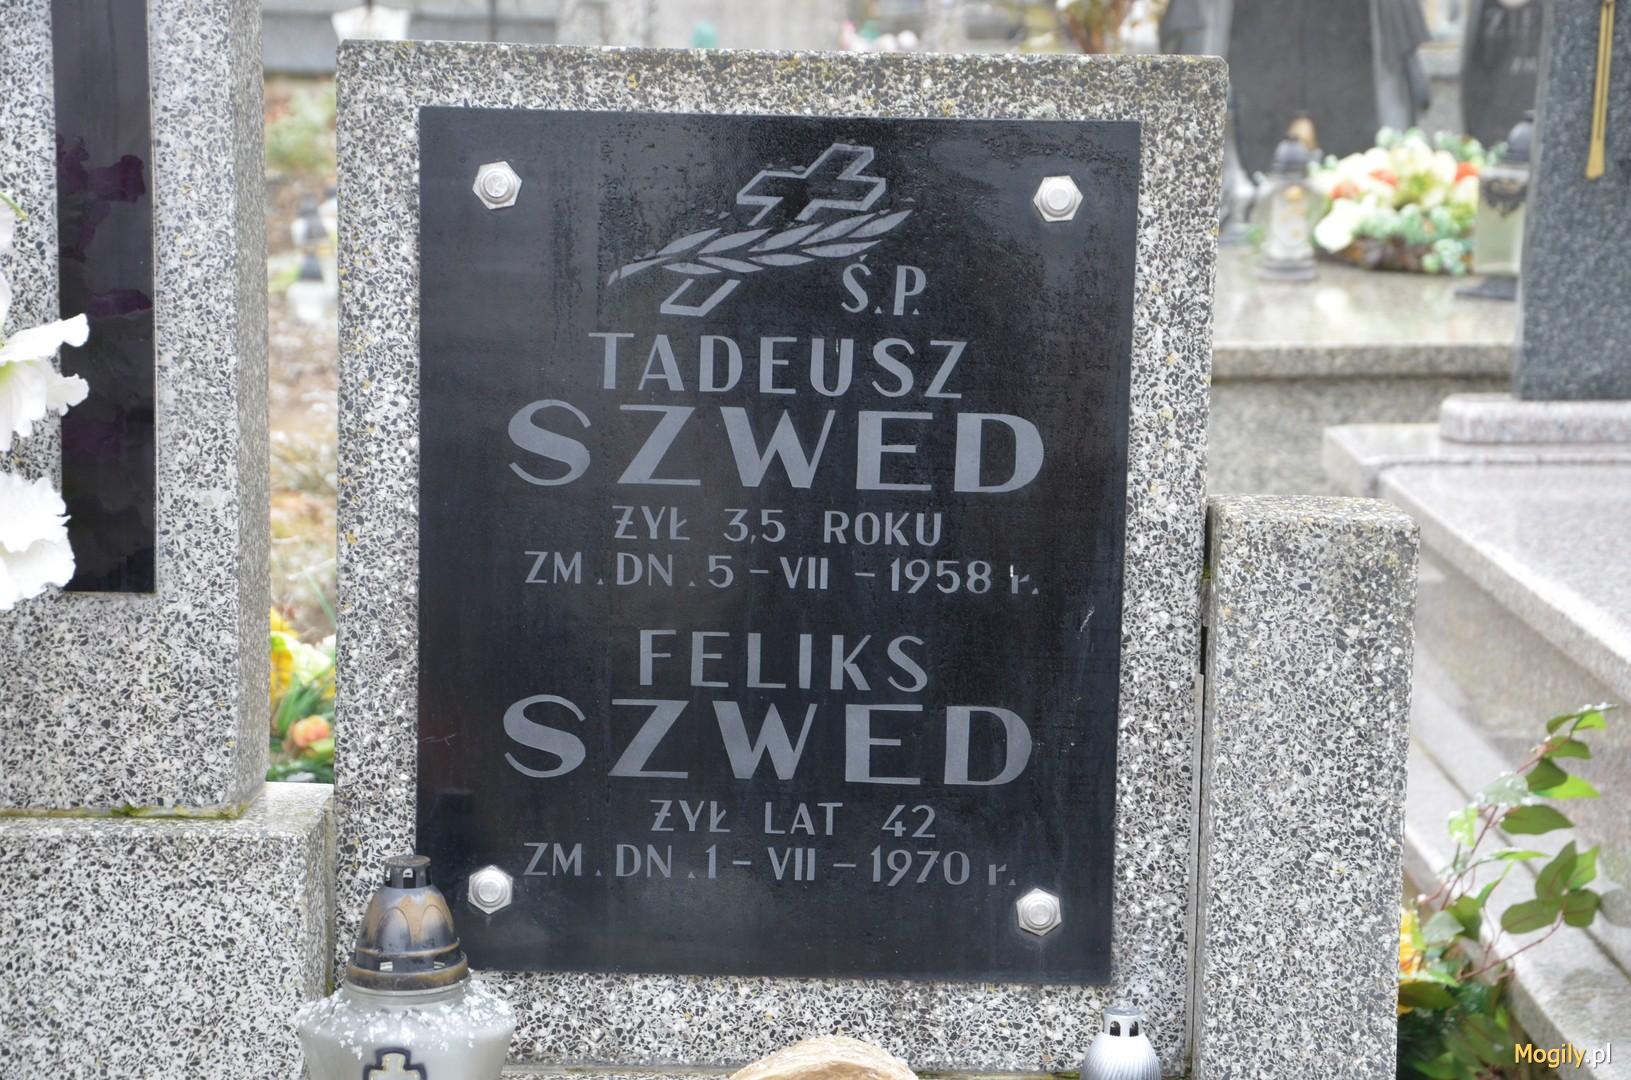 Ś.P.
TADEUSZ
SZWED
ŻYŁ 3,5 ROKU
ZM. DN. 5 - VII - 1958 r.
FELIKS
SZWED
ŻYŁ LAT 42
ZM. DN. 1 - VII - 1970 r.
Mogily.pl